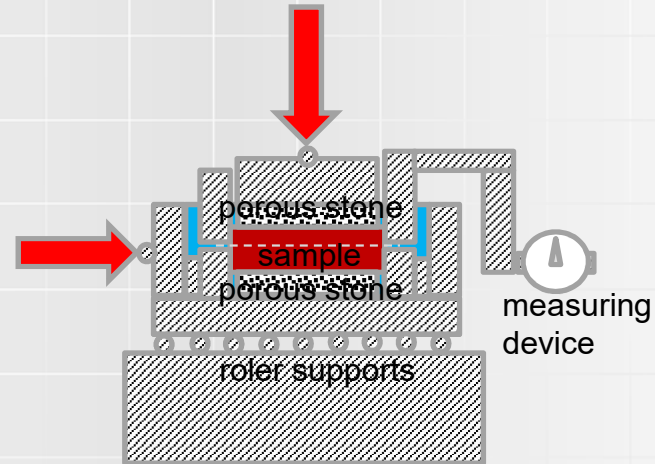 porous stone
sample
porous stone
measuring
device
roler supports